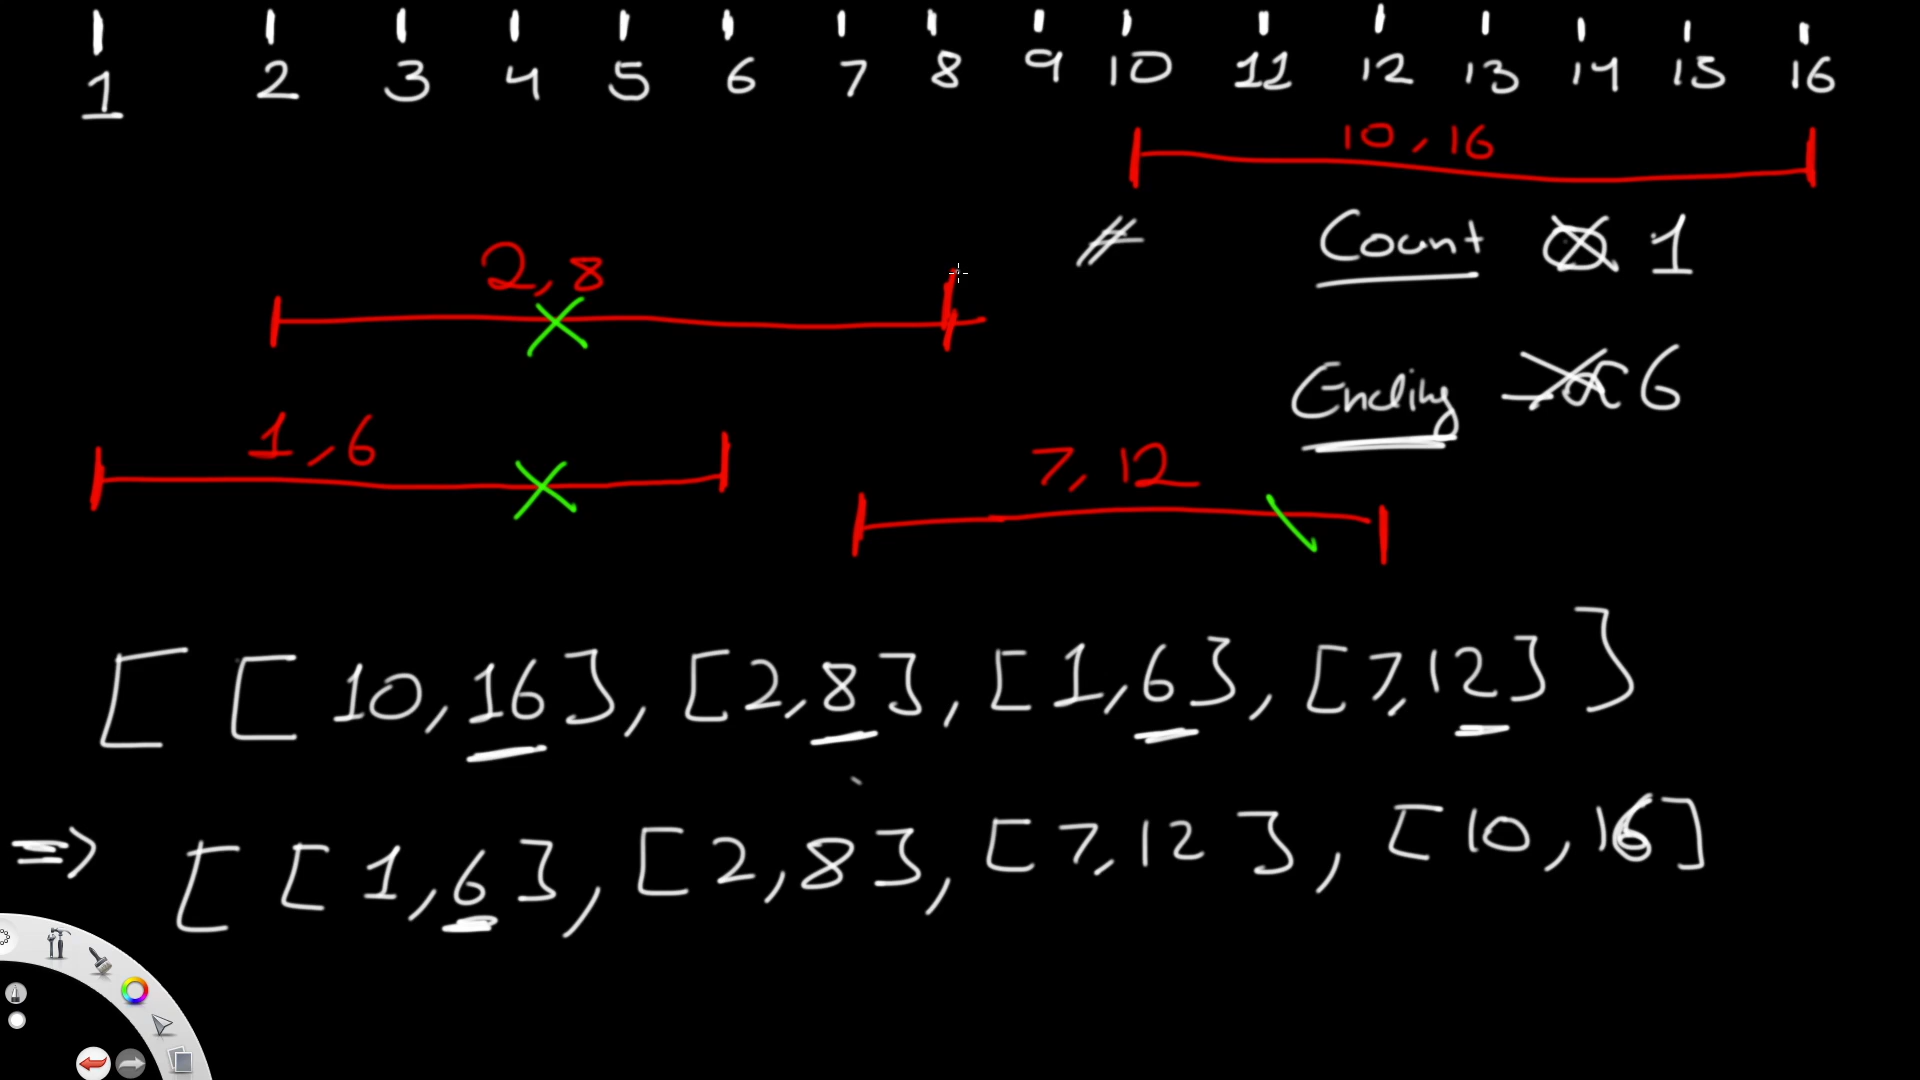 1 2 3 4 5 6 7 8 9 10 11 12 13 14 15 16
10, 16
Count 0 1
2, 8
Ending -∞ 6
1, 6
7, 12
[ [ 10, 16 ], [ 2, 8 ], [ 1, 6 ], [ 7, 12 ] ]
=> [ [ 1, 6 ], [ 2, 8 ], [ 7, 12 ], [ 10, 16 ]